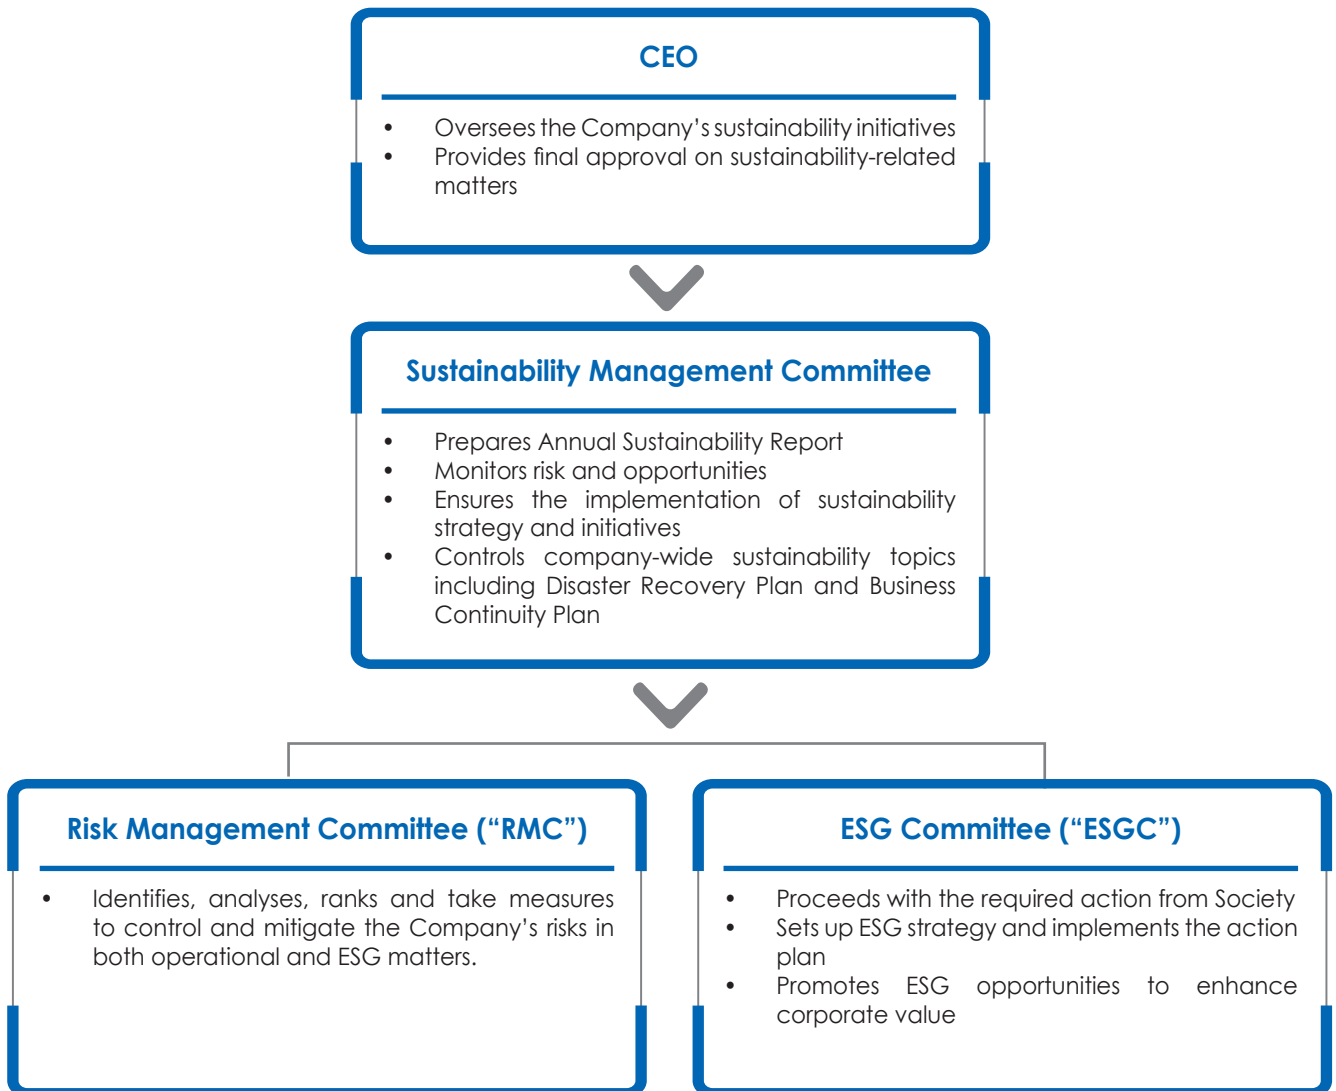 CEO
• Oversees the Company’s sustainability initiatives
• Provides final approval on sustainability-related
matters
Sustainability Management Committee
• Prepares Annual Sustainability Report
• Monitors risk and opportunities
• Ensures the implementation of sustainability
strategy and initiatives
• Controls company-wide sustainability topics
including Disaster Recovery Plan and Business
Continuity Plan
Risk Management Committee (“RMC”)
• Identifies, analyses, ranks and take measures
to control and mitigate the Company’s risks in
both operational and ESG matters.
ESG Committee (“ESGC”)
• Proceeds with the required action from Society
• Sets up ESG strategy and implements the action
plan
• Promotes ESG opportunities to enhance
corporate value